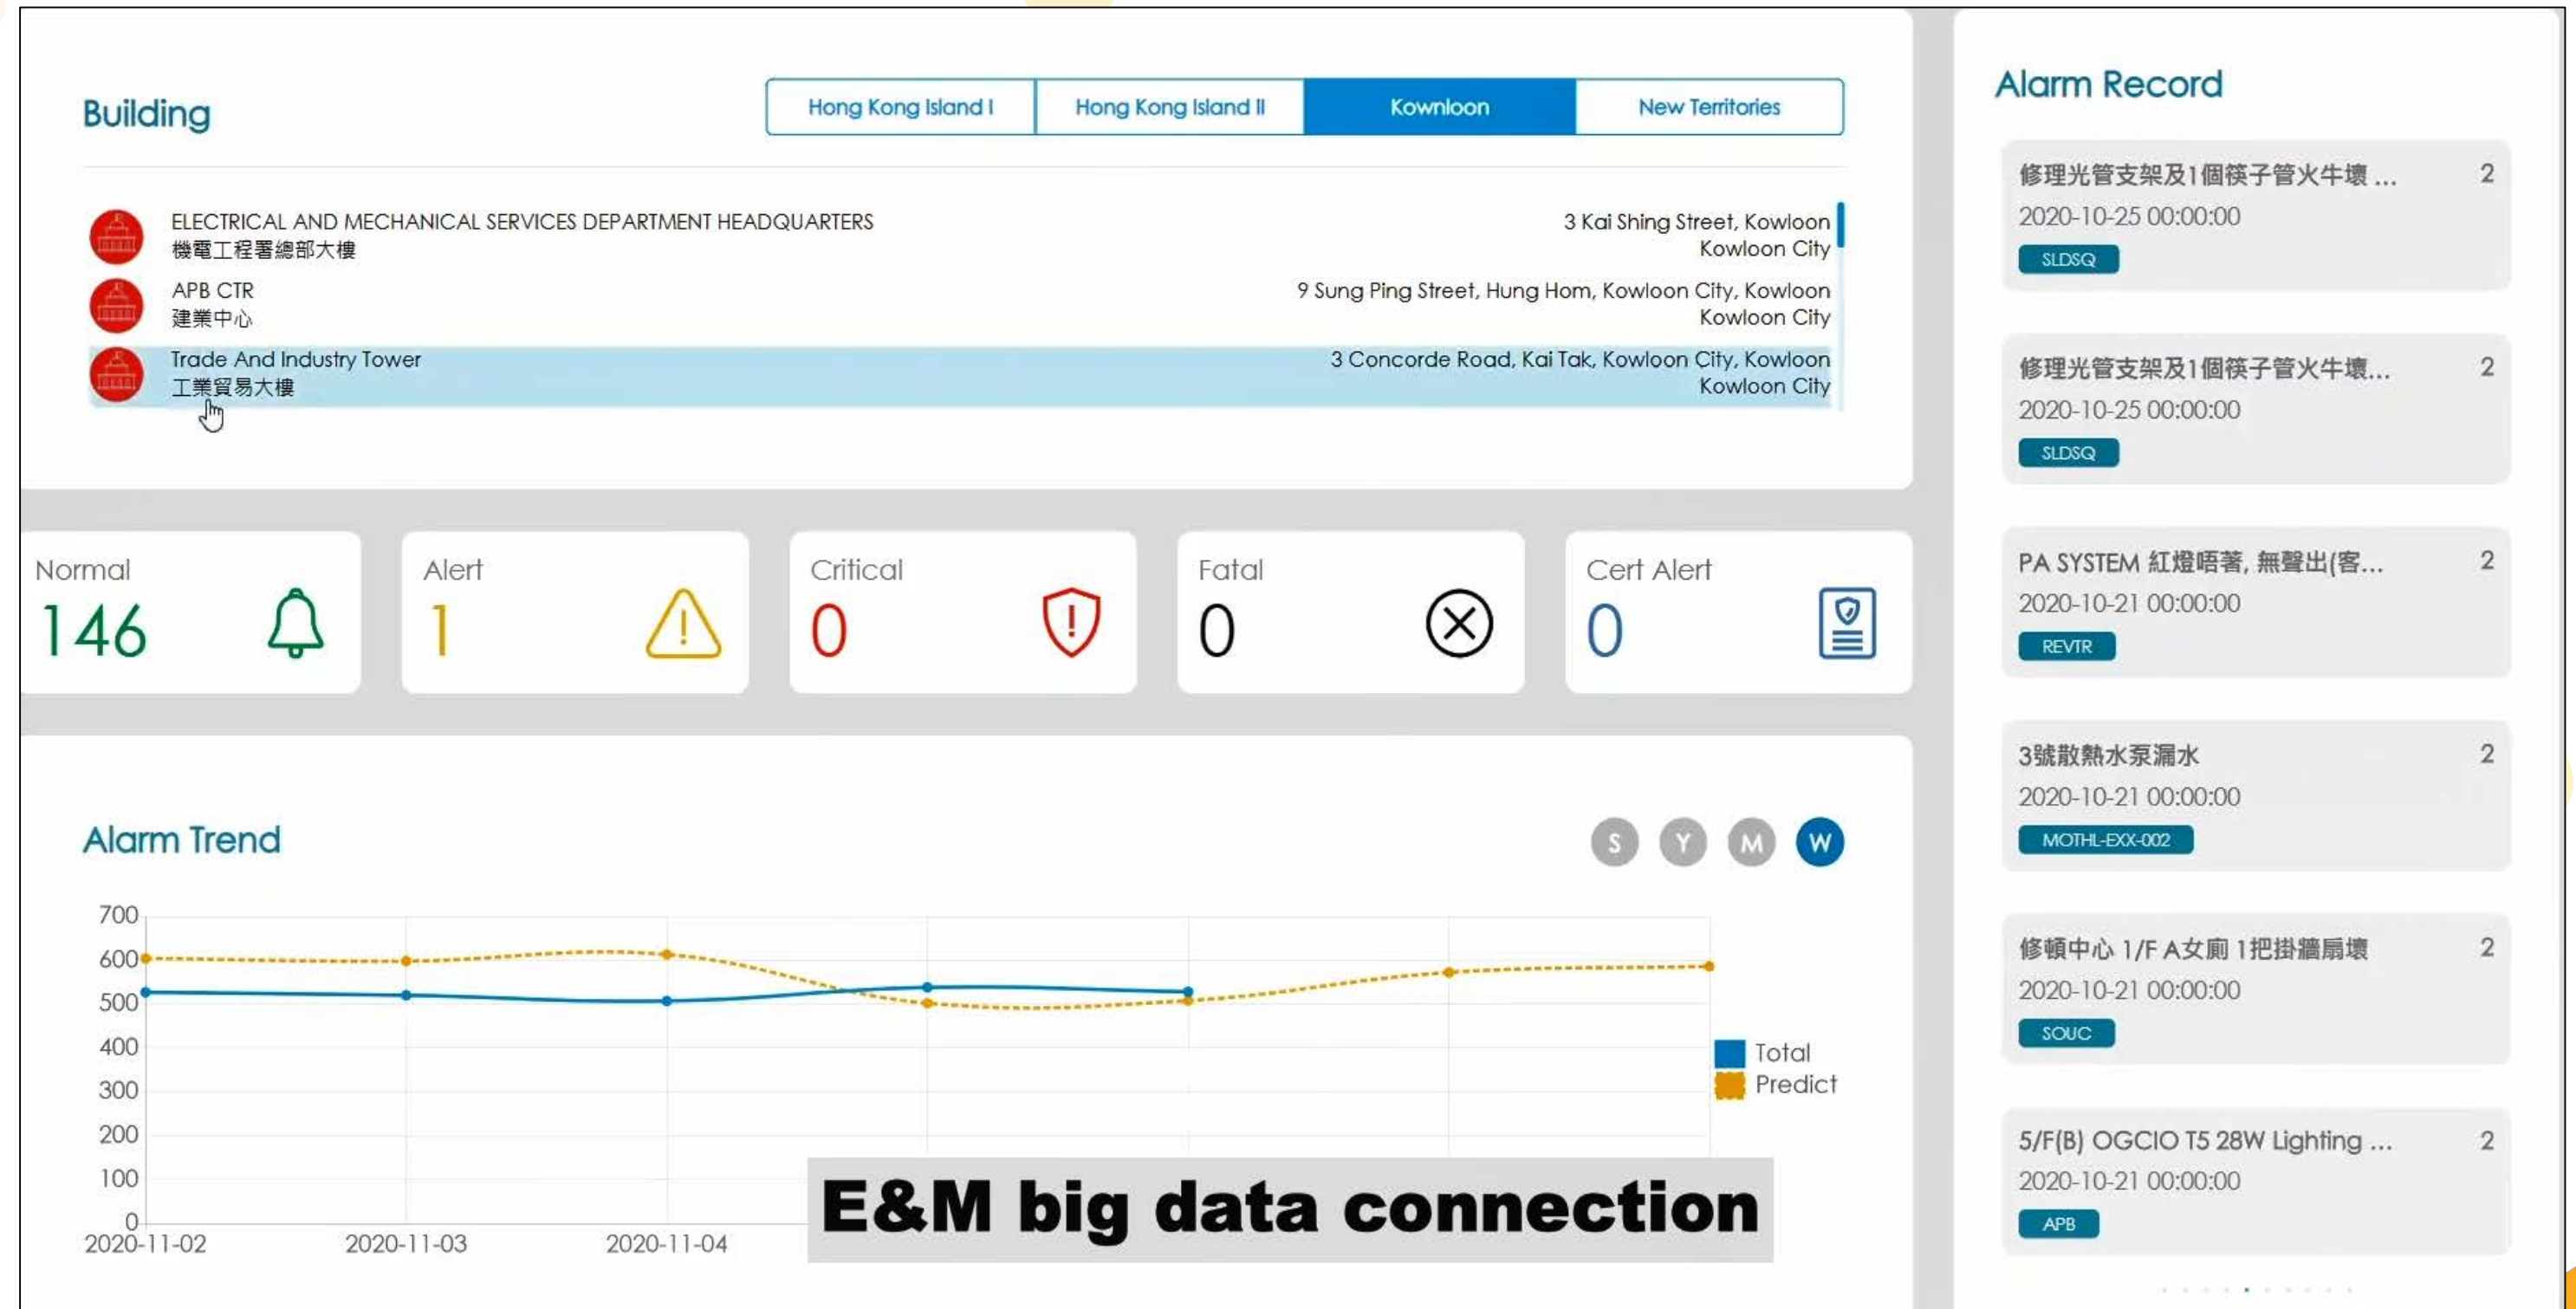 Building
Hong Kong Island I
Hong Kong Island II
Kownloon
New Territories
ELECTRICAL AND MECHANICAL SERVICES DEPARTMENT HEADQUARTERS
機電工程署總部大樓
3 Kai Shing Street, Kowloon
Kowloon City
APB CTR
建業中心
9 Sung Ping Street, Hung Hom, Kowloon City, Kowloon
Kowloon City
Trade And Industry Tower
工業貿易大樓
3 Concorde Road, Kai Tak, Kowloon City, Kowloon
Kowloon City
Normal
146
Alert
1
Critical
0
Fatal
0
Cert Alert
0
Alarm Trend
S
Y
M
W
700
600
500
400
300
200
100
0
2020-11-02
2020-11-03
2020-11-04
Total
Predict
E&M big data connection
Alarm Record
修理光管支架及1個筷子管火牛壞 ...
2
2020-10-25 00:00:00
SLDSQ
修理光管支架及1個筷子管火牛壞...
2
2020-10-25 00:00:00
SLDSQ
PA SYSTEM 紅燈唔著, 無聲出(客...
2
2020-10-21 00:00:00
REVTR
3號散熱水泵漏水
2
2020-10-21 00:00:00
MOTHL-EXX-002
修頓中心 1/F A女廁 1把掛牆扇壞
2
2020-10-21 00:00:00
SOUC
5/F(B) OGCIO T5 28W Lighting ...
2
2020-10-21 00:00:00
APB